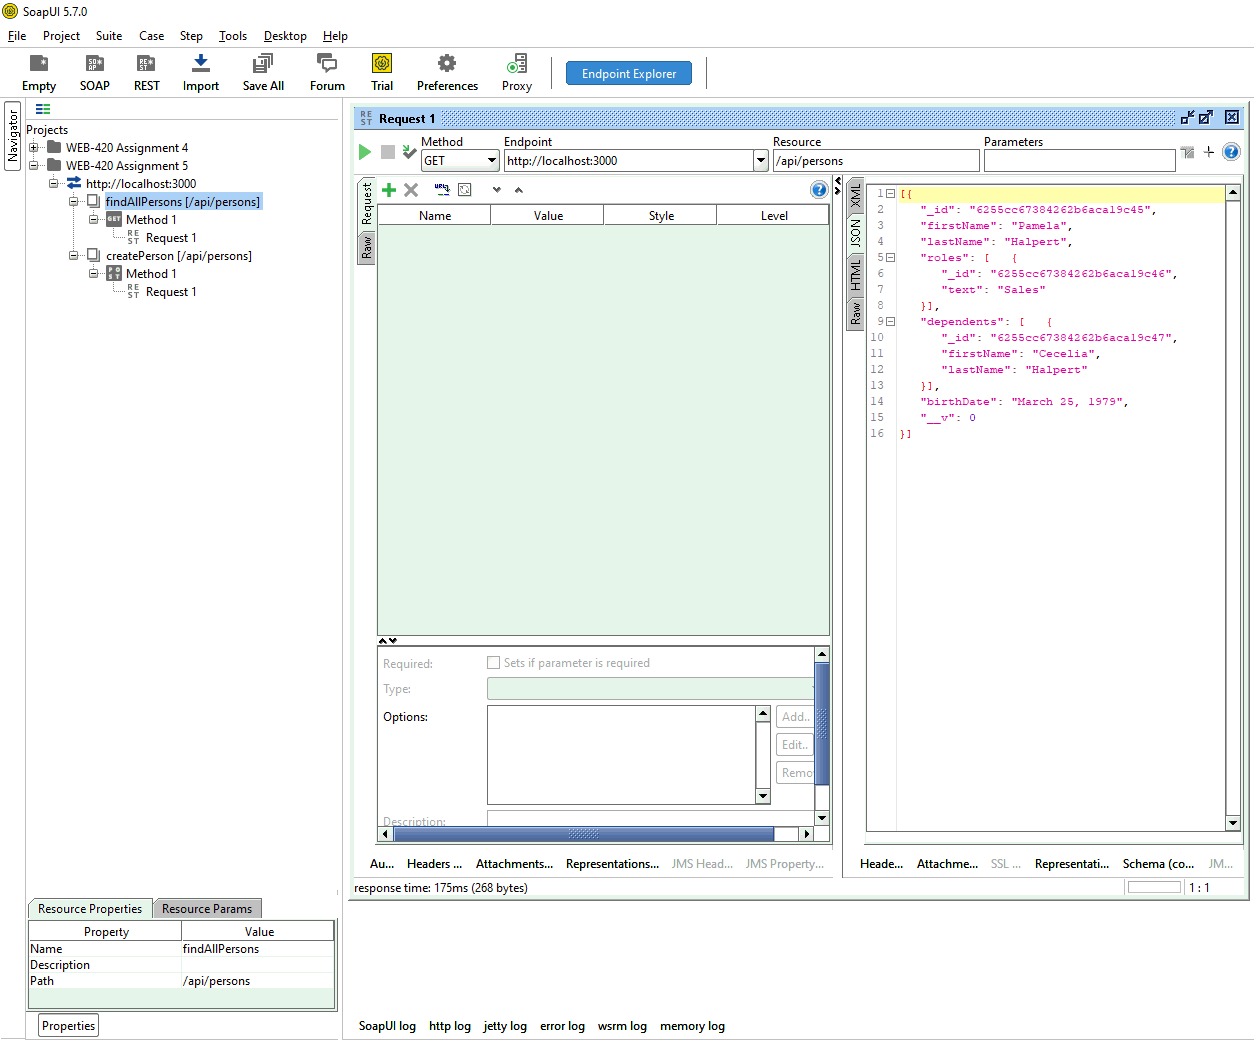 SoapUI 5.7.0
File Project Suite Case Step Tools Desktop Help
Empty SOAP REST Import Save All Forum Trial Preferences Proxy Endpoint Explorer
Navigator
Projects
WEB-420 Assignment 4
WEB-420 Assignment 5
http://localhost:3000
findAllPersons [/api/persons]
GET Method 1
REST Request 1
createPerson [/api/persons]
POST Method 1
REST Request 1
Resource Properties Resource Params
Property Value
Name findAllPersons
Description
Path /api/persons
Properties
REST Request 1
Method Endpoint Resource Parameters
GET http://localhost:3000 /api/persons
Request
Raw
Name Value Style Level
Required: Sets if parameter is required
Type:
Options:
Add..
Edit..
Remo
Description:
Au... Headers ... Attachments... Representations... JMS Head... JMS Property...
XML
JSON
HTML
Raw
1 [{
2 "_id": "6255cc67384262b6aca19c45",
3 "firstName": "Pamela",
4 "lastName": "Halpert",
5 "roles": [ {
6 "_id": "6255cc67384262b6aca19c46",
7 "text": "Sales"
8 }],
9 "dependents": [ {
10 "_id": "6255cc67384262b6aca19c47",
11 "firstName": "Cecelia",
12 "lastName": "Halpert"
13 }],
14 "birthDate": "March 25, 1979",
15 "__v": 0
16 }]
Heade... Attachme... SSL ... Representati... Schema (co... JM...
response time: 175ms (268 bytes) 1 : 1
SoapUI log http log jetty log error log wsrm log memory log